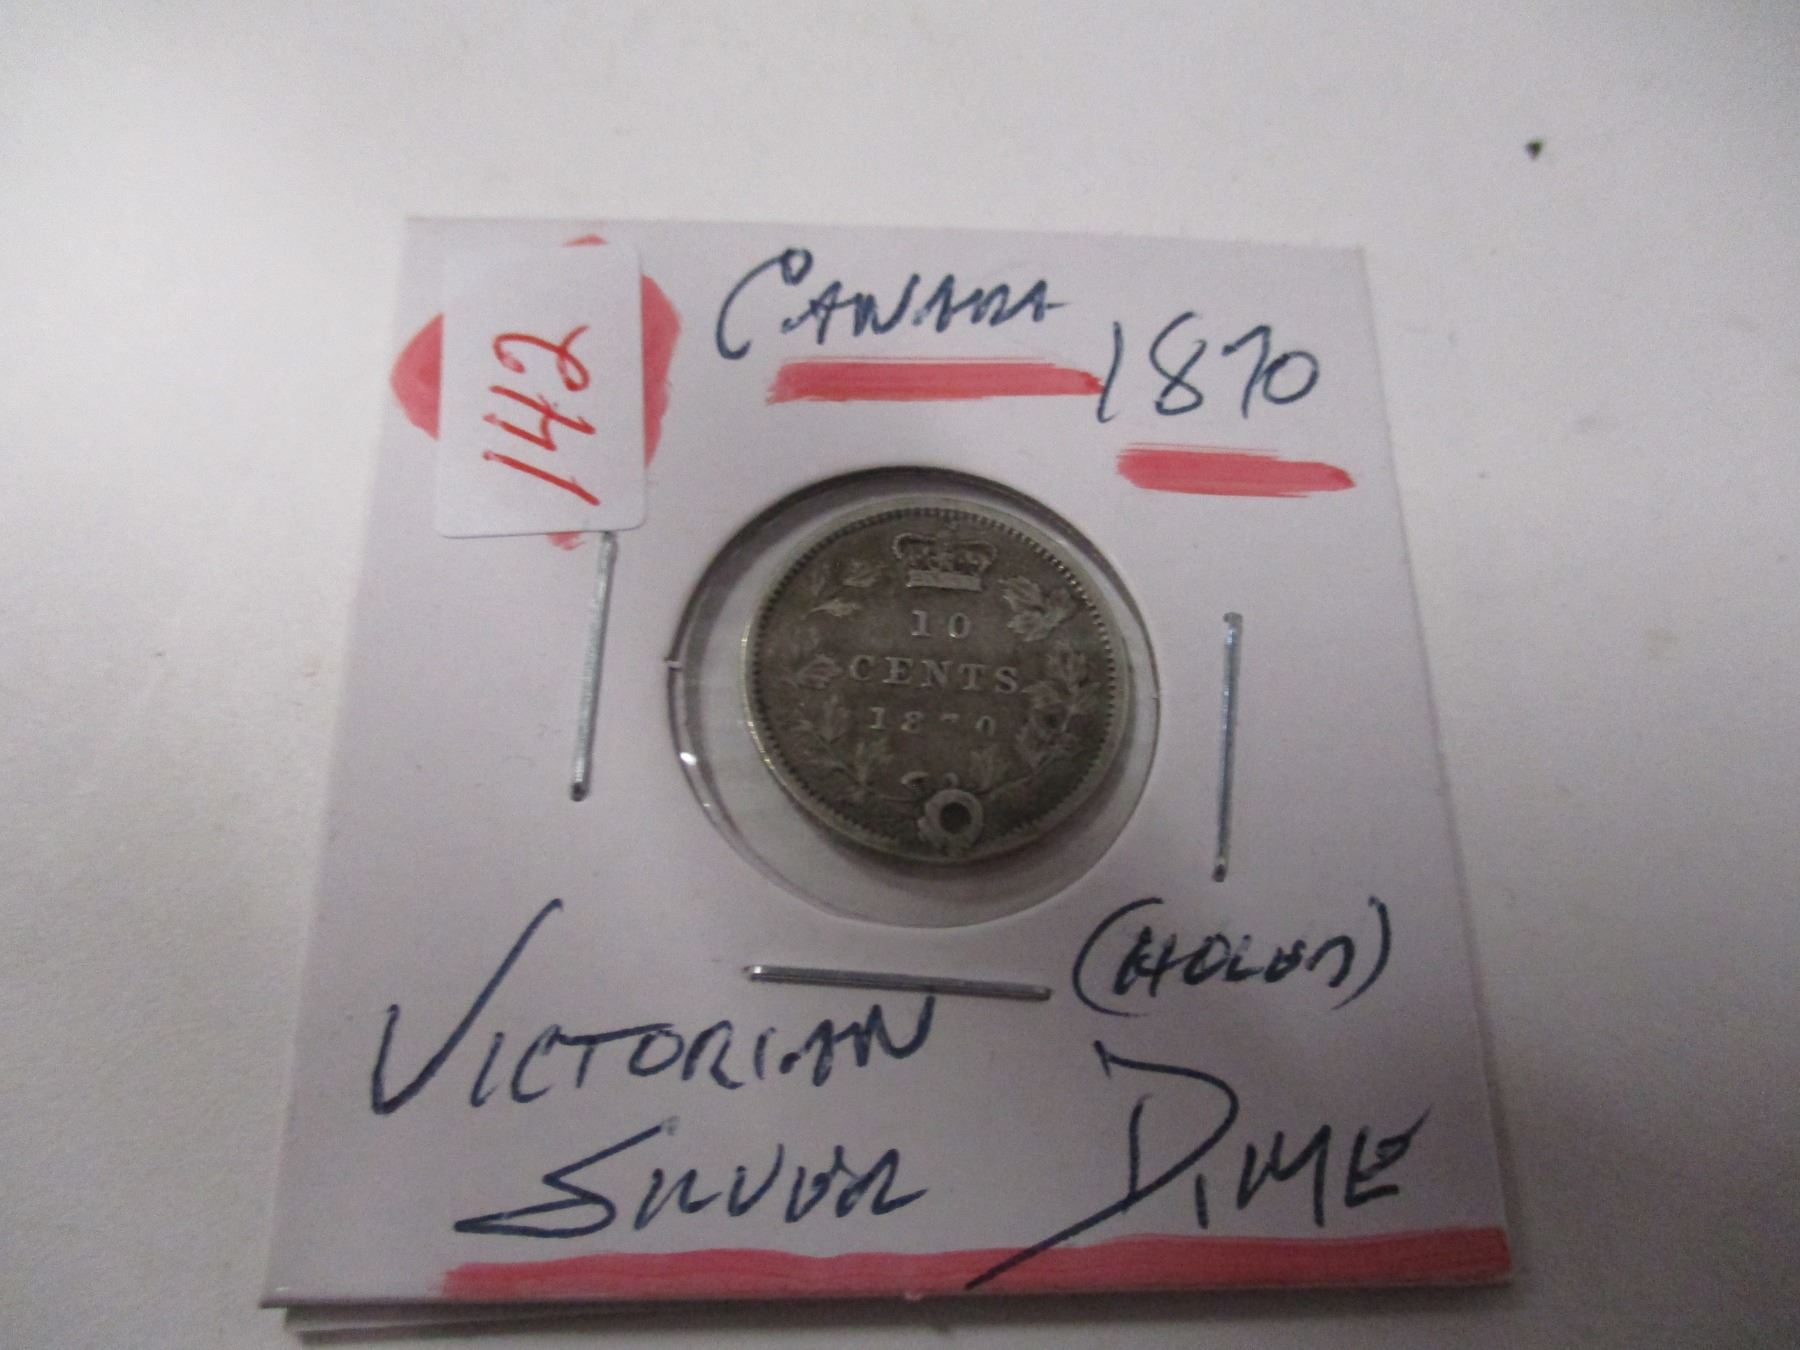 142
CANADA
1870
10
CENTS
1870
(HOLED)
VICTORIAN
SILVER DIME